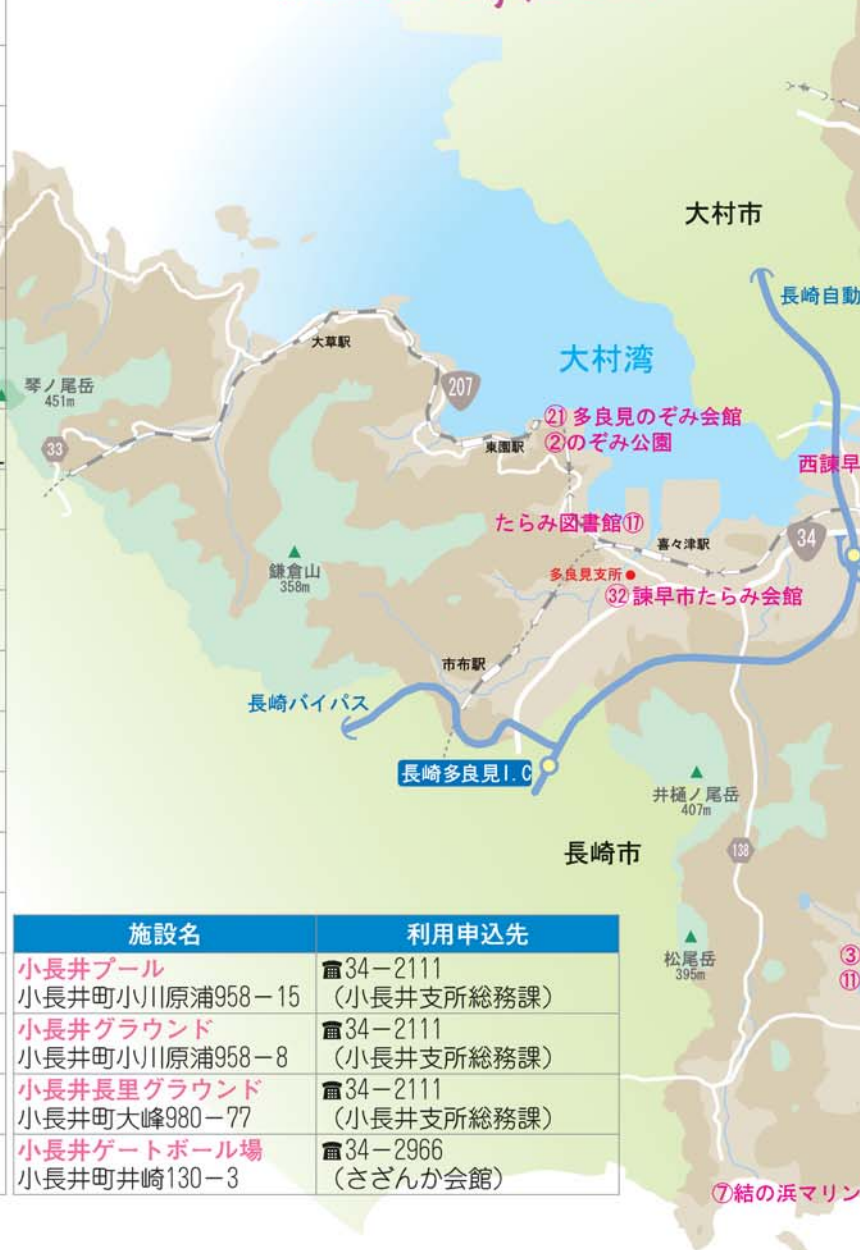 大村市
長崎自動
大村湾
大草駅
琴ノ尾岳
451m
207
㉑多良見のぞみ会館
②のぞみ公園
東園駅
33
西諫早
たらみ図書館⑰
喜々津駅
34
鎌倉山
358m
多良見支所
㉜諫早市たらみ会館
市布駅
長崎バイパス
長崎多良見I.C
井樋ノ尾岳
407m
長崎市
138
松尾岳
395m
③
⑪
施設名 利用申込先
小長井プール ☎34−2111
小長井町小川原浦958−15 (小長井支所総務課)
小長井グラウンド ☎34−2111
小長井町小川原浦958−8 (小長井支所総務課)
小長井長里グラウンド ☎34−2111
小長井町大峰980−77 (小長井支所総務課)
小長井ゲートボール場 ☎34−2966
小長井町井崎130−3 (さざんか会館)
⑦結の浜マリン